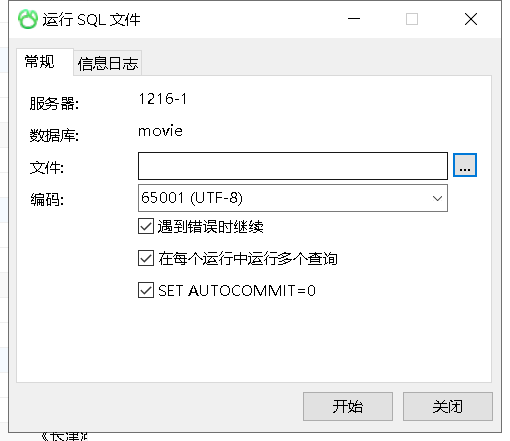 运行 SQL 文件
常规 信息日志
服务器: 1216-1
数据库: movie
文件: ...
编码: 65001 (UTF-8)
遇到错误时继续
在每个运行中运行多个查询
SET AUTOCOMMIT=0
开始 关闭
《长津